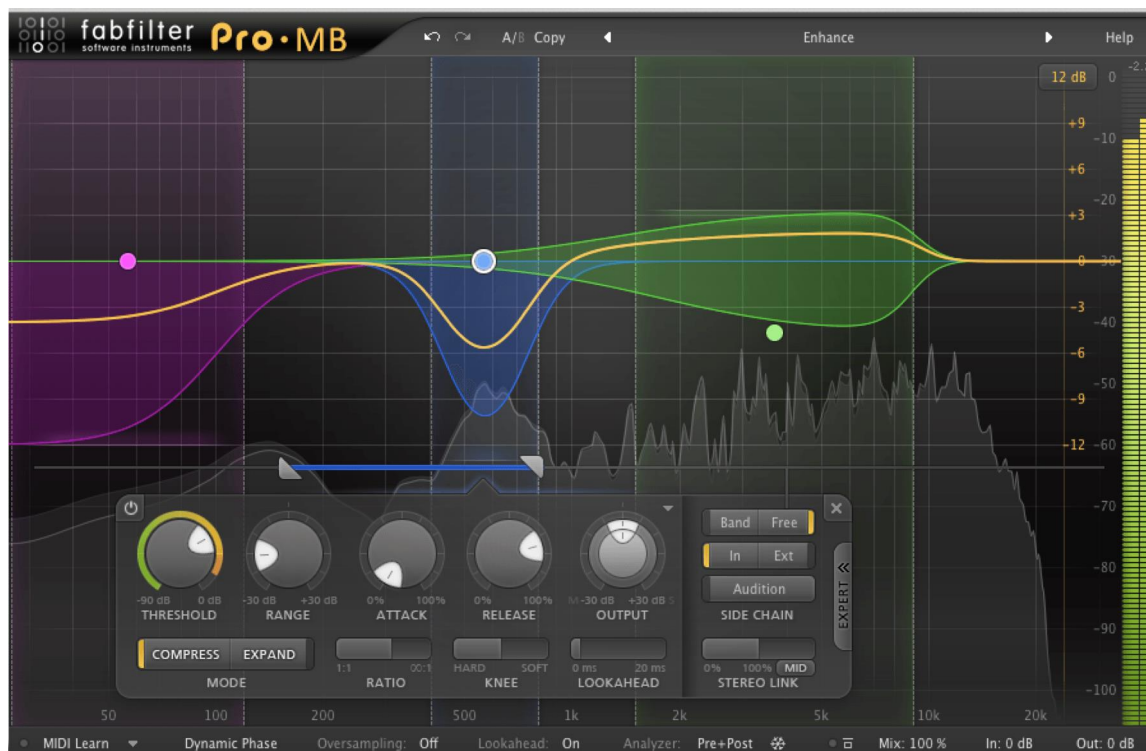 fabfilter
software instruments
Pro·MB
A/B Copy
Enhance
Help
12 dB
0
-2.
+9
-10
+6
-20
+3
0
-30
-3
-40
-6
-50
-9
-12
-60
-70
-80
-90
-100
-90 dB 0 dB
THRESHOLD
-30 dB +30 dB
RANGE
0% 100%
ATTACK
0% 100%
RELEASE
M -30 dB +30 dB S
OUTPUT
Band Free
In Ext
Audition
SIDE CHAIN
EXPERT
COMPRESS EXPAND
MODE
1:1 ∞:1
RATIO
HARD SOFT
KNEE
0 ms 20 ms
LOOKAHEAD
0% 100% MID
STEREO LINK
50 100 200 500 1k 2k 5k 10k 20k
MIDI Learn Dynamic Phase Oversampling: Off Lookahead: On Analyzer: Pre+Post Mix: 100 % In: 0 dB Out: 0 dB